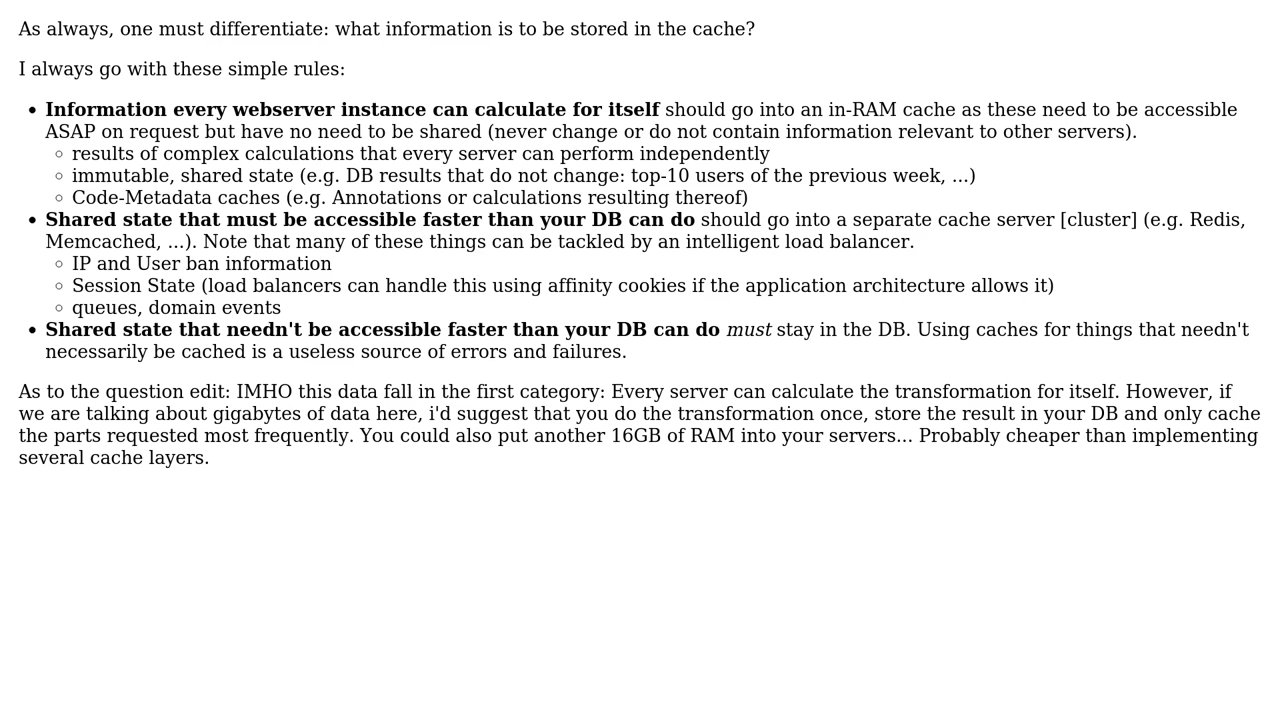 As always, one must differentiate: what information is to be stored in the cache?
I always go with these simple rules:
• Information every webserver instance can calculate for itself should go into an in-RAM cache as these need to be accessible
ASAP on request but have no need to be shared (never change or do not contain information relevant to other servers).
◦ results of complex calculations that every server can perform independently
◦ immutable, shared state (e.g. DB results that do not change: top-10 users of the previous week, ...)
◦ Code-Metadata caches (e.g. Annotations or calculations resulting thereof)
• Shared state that must be accessible faster than your DB can do should go into a separate cache server [cluster] (e.g. Redis,
Memcached, ...). Note that many of these things can be tackled by an intelligent load balancer.
◦ IP and User ban information
◦ Session State (load balancers can handle this using affinity cookies if the application architecture allows it)
◦ queues, domain events
• Shared state that needn't be accessible faster than your DB can do must stay in the DB. Using caches for things that needn't
necessarily be cached is a useless source of errors and failures.
As to the question edit: IMHO this data fall in the first category: Every server can calculate the transformation for itself. However, if
we are talking about gigabytes of data here, i'd suggest that you do the transformation once, store the result in your DB and only cache
the parts requested most frequently. You could also put another 16GB of RAM into your servers... Probably cheaper than implementing
several cache layers.